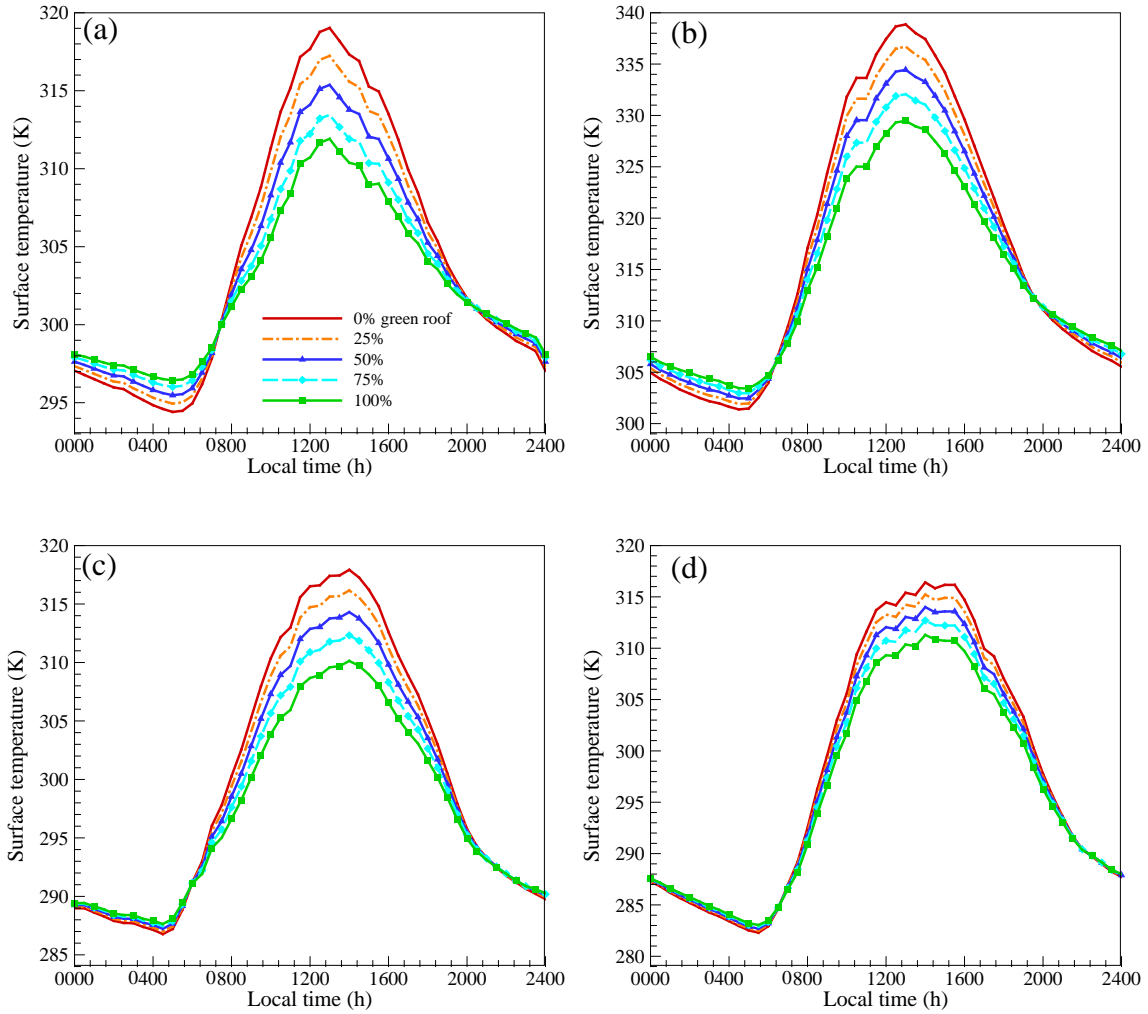 (a)
320
315
310
305
300
295
Surface temperature (K)
0% green roof
25%
50%
75%
100%
0000 0400 0800 1200 1600 2000 2400
Local time (h)
(b)
340
335
330
325
320
315
310
305
300
Surface temperature (K)
0000 0400 0800 1200 1600 2000 2400
Local time (h)
(c)
320
315
310
305
300
295
290
285
Surface temperature (K)
0000 0400 0800 1200 1600 2000 2400
Local time (h)
(d)
320
315
310
305
300
295
290
285
280
Surface temperature (K)
0000 0400 0800 1200 1600 2000 2400
Local time (h)